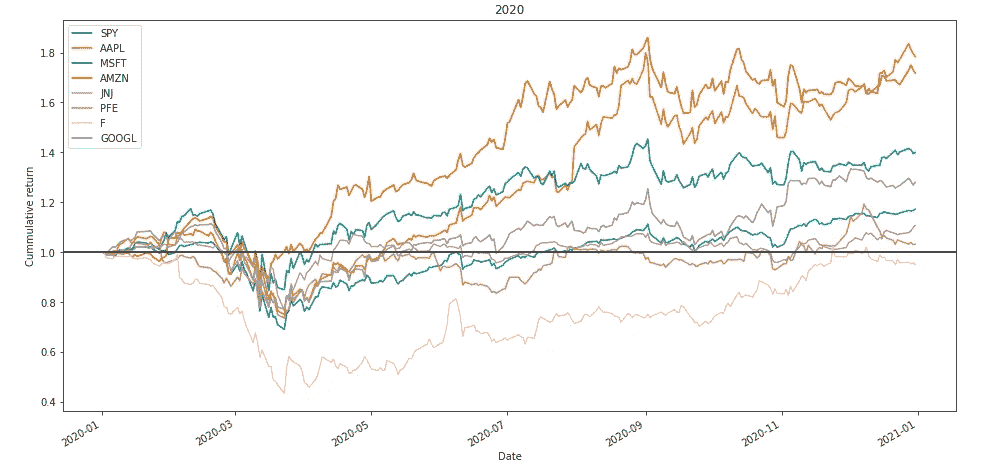 2020
SPY
AAPL
MSFT
AMZN
JNJ
PFE
F
GOOGL
Cummulative return
1.8
1.6
1.4
1.2
1.0
0.8
0.6
0.4
2020-01
2020-03
2020-05
2020-07
2020-09
2020-11
2021-01
Date